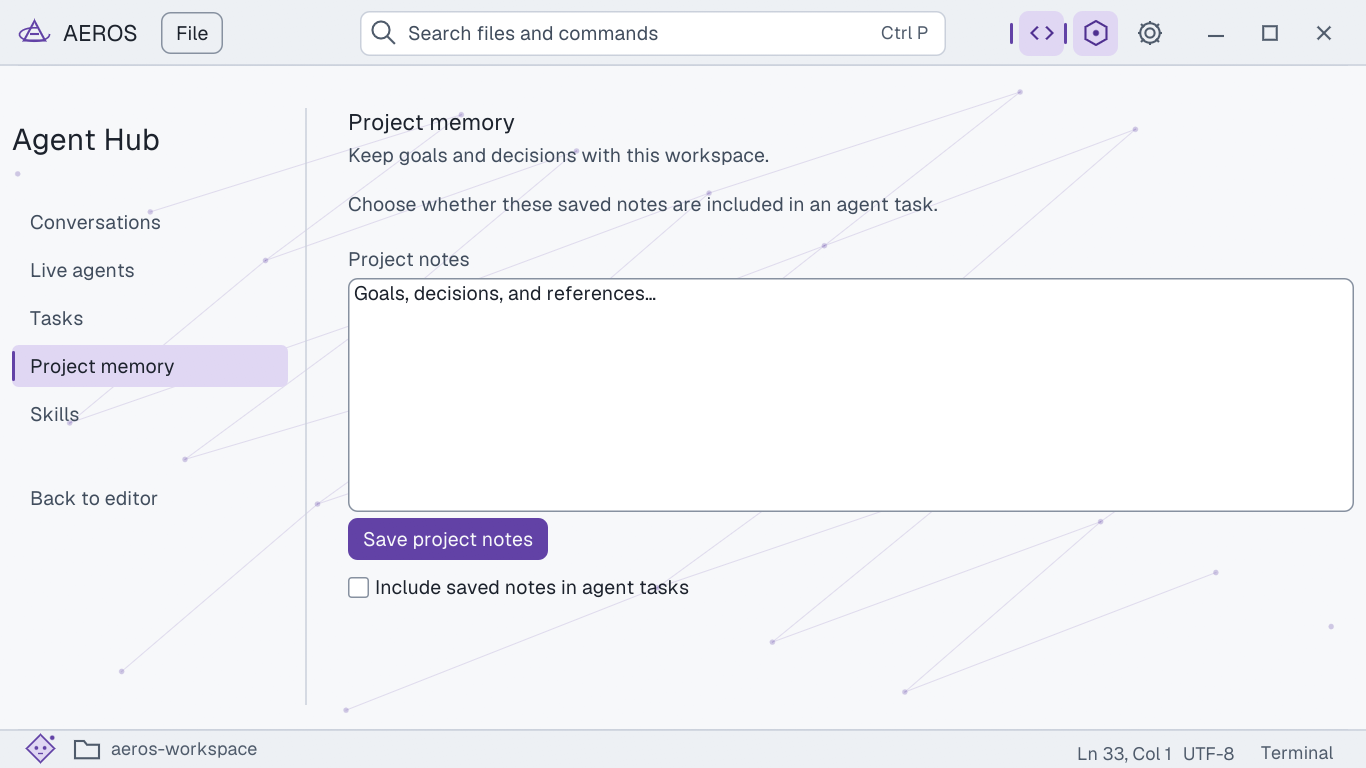 AEROS
File
Search files and commands
Ctrl P
Agent Hub
Conversations
Live agents
Tasks
Project memory
Skills
Back to editor
Project memory
Keep goals and decisions with this workspace.
Choose whether these saved notes are included in an agent task.
Project notes
Goals, decisions, and references…
Save project notes
Include saved notes in agent tasks
aeros-workspace
Ln 33, Col 1
UTF-8
Terminal